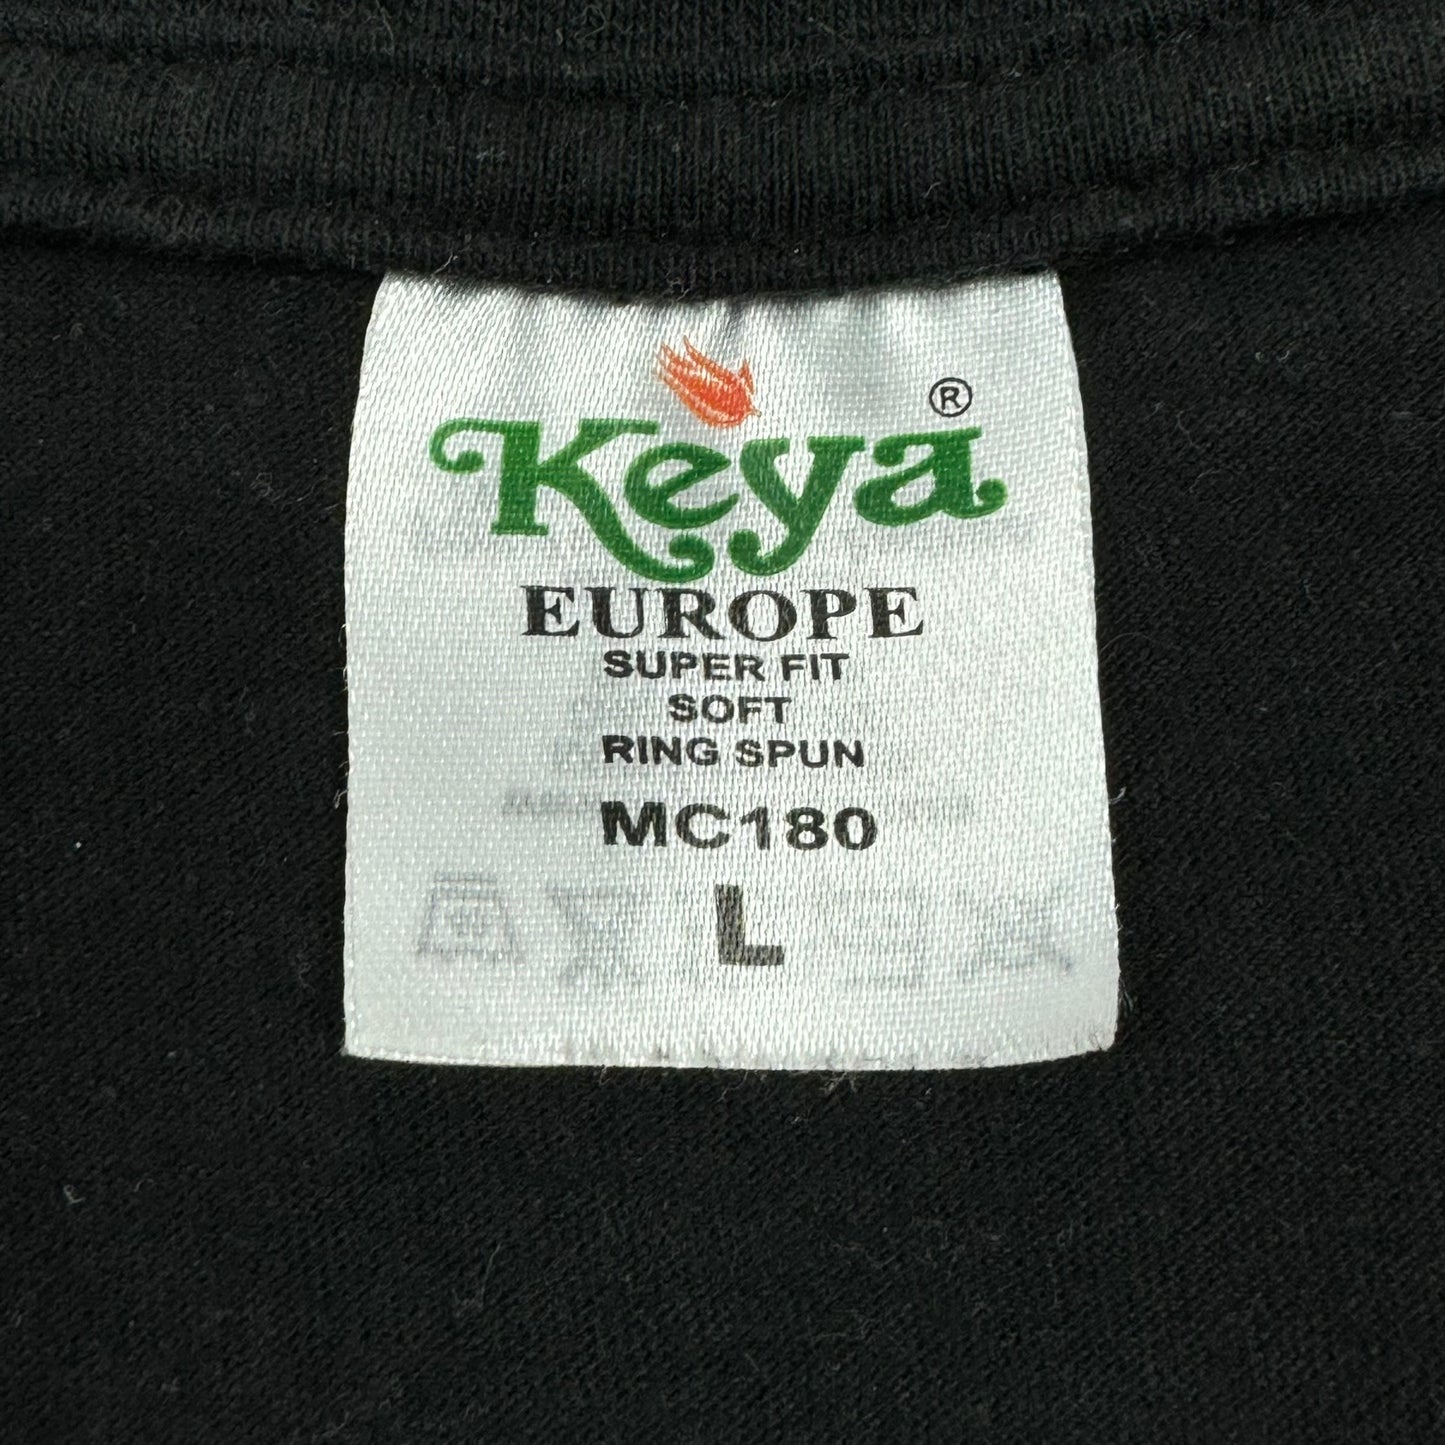 Keya ®
EUROPE
SUPER FIT
SOFT
RING SPUN
MC180
L